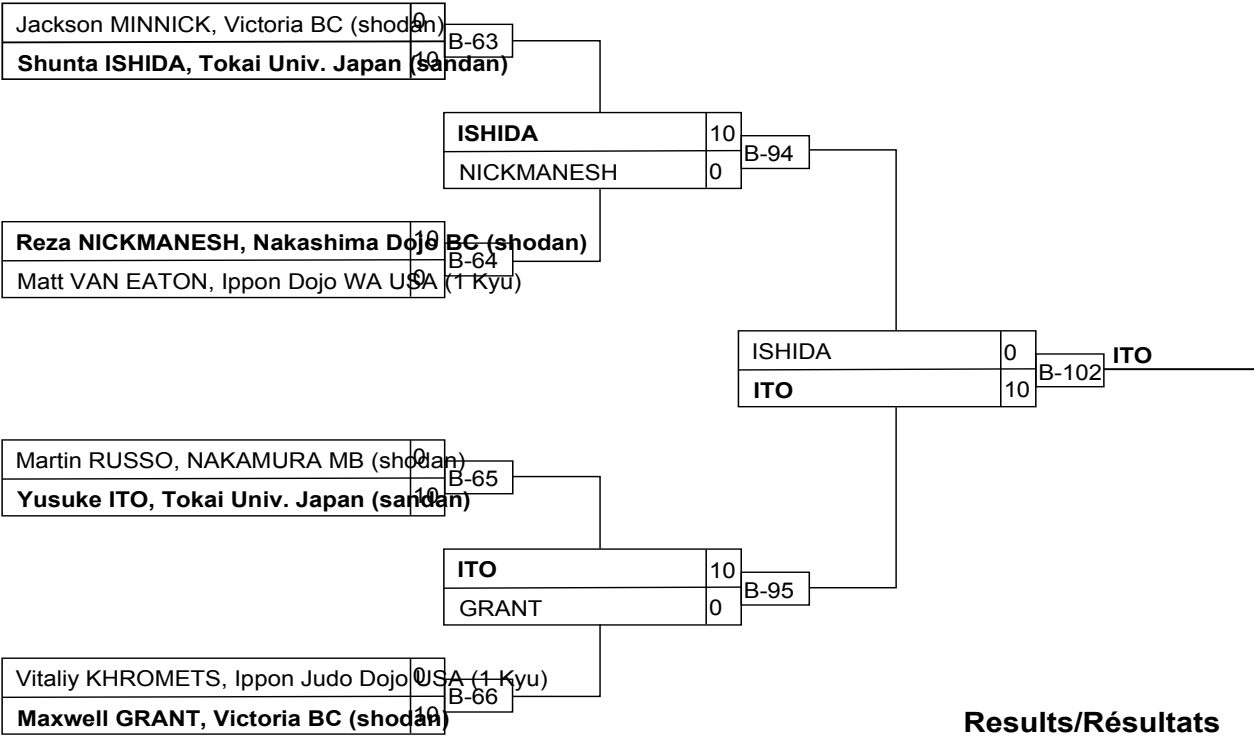 Jackson MINNICK, Victoria BC (shodan) 0
B-63
Shunta ISHIDA, Tokai Univ. Japan (sandan) 10
ISHIDA 10
B-94
NICKMANESH 0
Reza NICKMANESH, Nakashima Dojo BC (shodan) 10
B-64
Matt VAN EATON, Ippon Dojo WA USA (1 Kyu) 0
ISHIDA 0
B-102 ITO
ITO 10
Martin RUSSO, NAKAMURA MB (shodan) 0
B-65
Yusuke ITO, Tokai Univ. Japan (sandan) 10
ITO 10
B-95
GRANT 0
Vitaliy KHROMETS, Ippon Judo Dojo USA (1 Kyu) 0
B-66
Maxwell GRANT, Victoria BC (shodan) 10
Results/Résultats